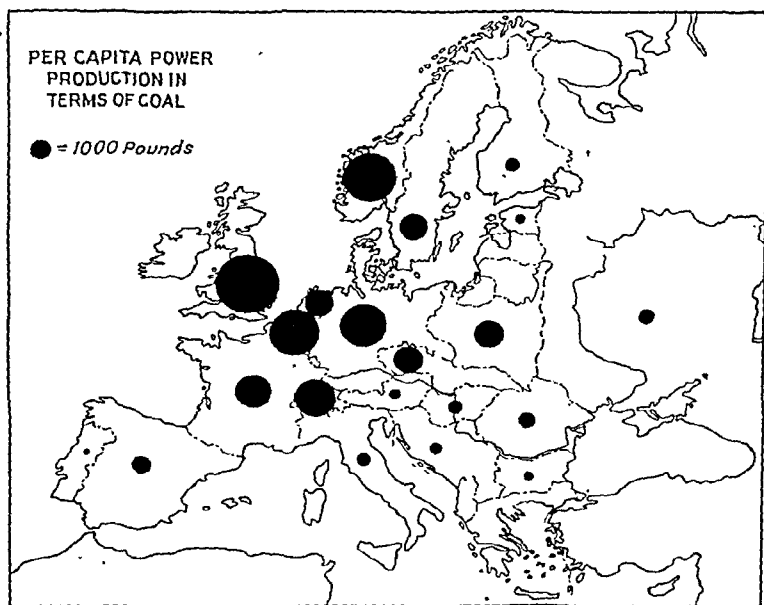 PER CAPITA POWER
PRODUCTION IN
TERMS OF COAL
= 1000 Pounds